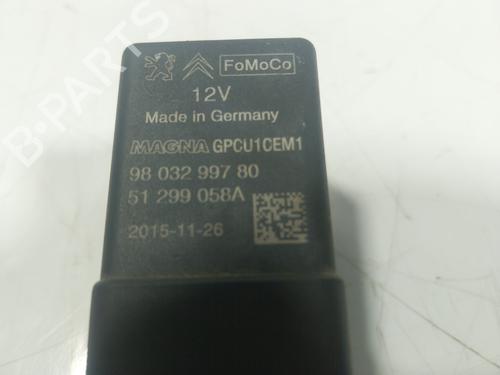 FoMoCo
12V
Made in Germany
MAGNA GPCU1CEM1
98 032 997 80
51 299 058A
2015-11-26
B-Parts